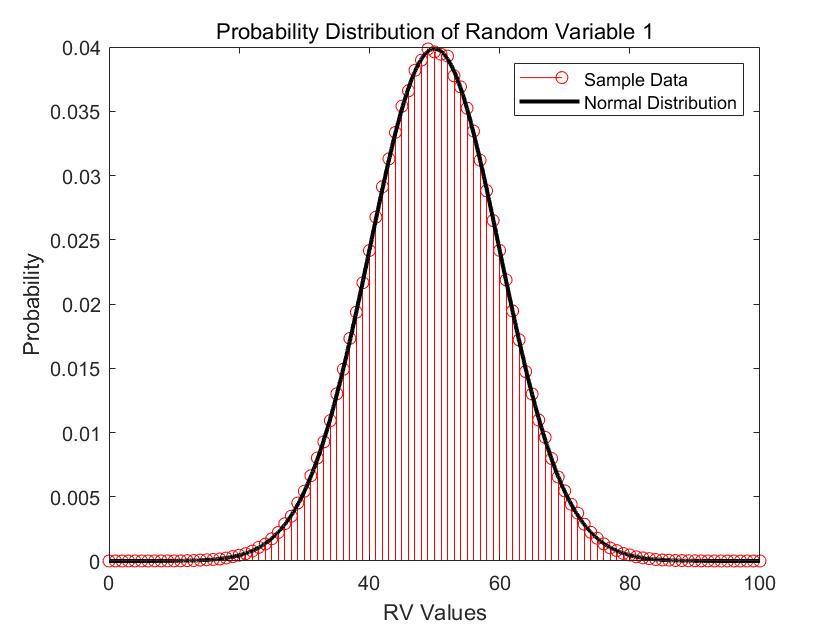 Probability Distribution of Random Variable 1
0.04
0.035
0.03
0.025
0.02
0.015
0.01
0.005
0
Probability
Sample Data
Normal Distribution
0 20 40 60 80 100
RV Values